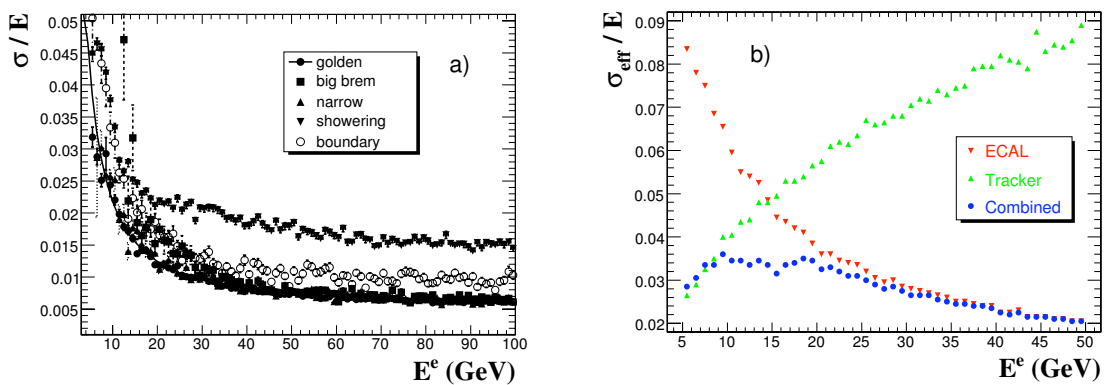 σ / E
0.05
0.045
0.04
0.035
0.03
0.025
0.02
0.015
0.01
0.005
10 20 30 40 50 60 70 80 90 100
E^e (GeV)
a)
golden
big brem
narrow
showering
boundary
σ_eff / E
0.09
0.08
0.07
0.06
0.05
0.04
0.03
0.02
5 10 15 20 25 30 35 40 45 50
E^e (GeV)
b)
ECAL
Tracker
Combined